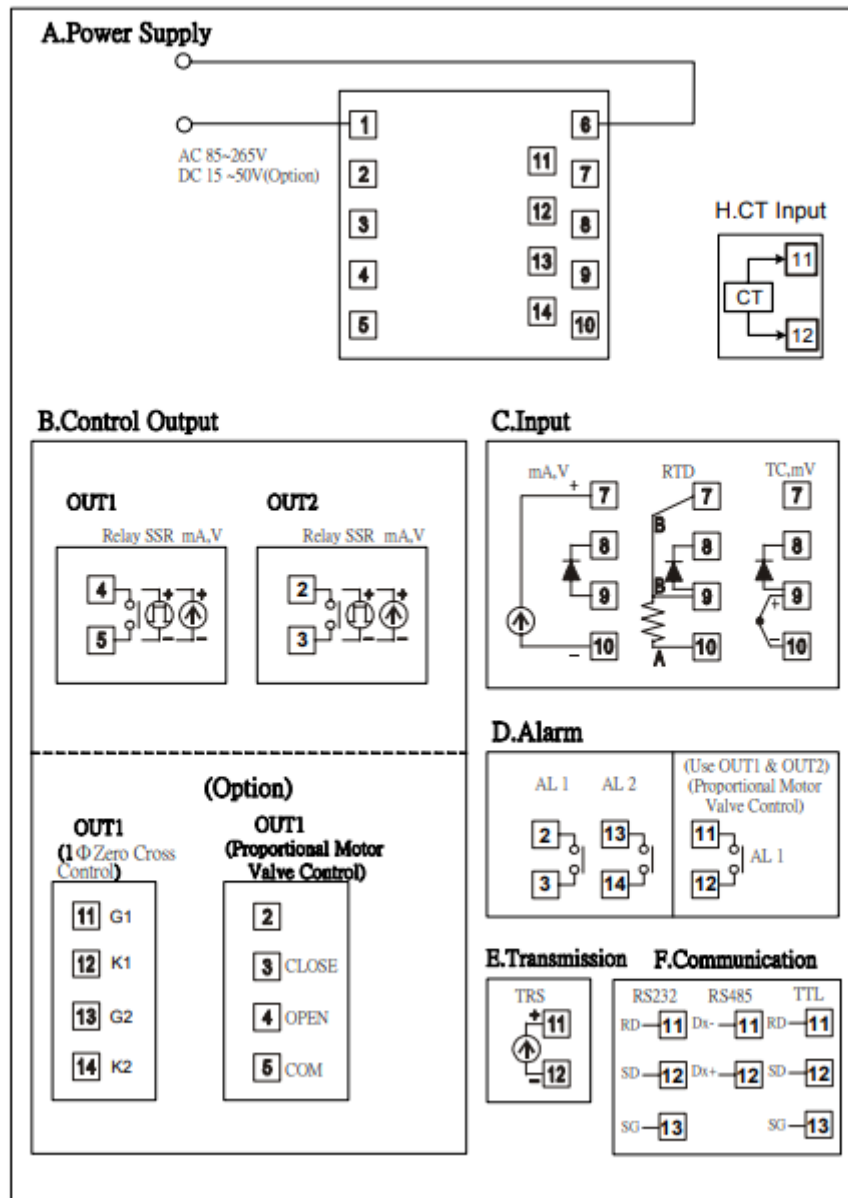 A.Power Supply
AC 85~265V
DC 15 ~50V(Option)
1
2
3
4
5
6
7
8
9
10
11
12
13
14
H.CT Input
CT
11
12
B.Control Output
OUT1
Relay SSR mA,V
4
5
+
+
−
−
OUT2
Relay SSR mA,V
2
3
+
+
−
−
(Option)
OUT1
(1ΦZero Cross
Control)
11 G1
12 K1
13 G2
14 K2
OUT1
(Proportional Motor
Valve Control)
2
3 CLOSE
4 OPEN
5 COM
C.Input
mA,V
+
7
8
9
10
−
RTD
7
B
8
B
9
10
A
TC,mV
7
8
9
+
−
10
D.Alarm
AL 1
2
3
AL 2
13
14
(Use OUT1 & OUT2)
(Proportional Motor
Valve Control)
11
12
AL 1
E.Transmission
TRS
+
11
−
12
F.Communication
RS232 RS485 TTL
RD 11 Dx- 11 RD 11
SD 12 Dx+ 12 SD 12
SG 13 SG 13